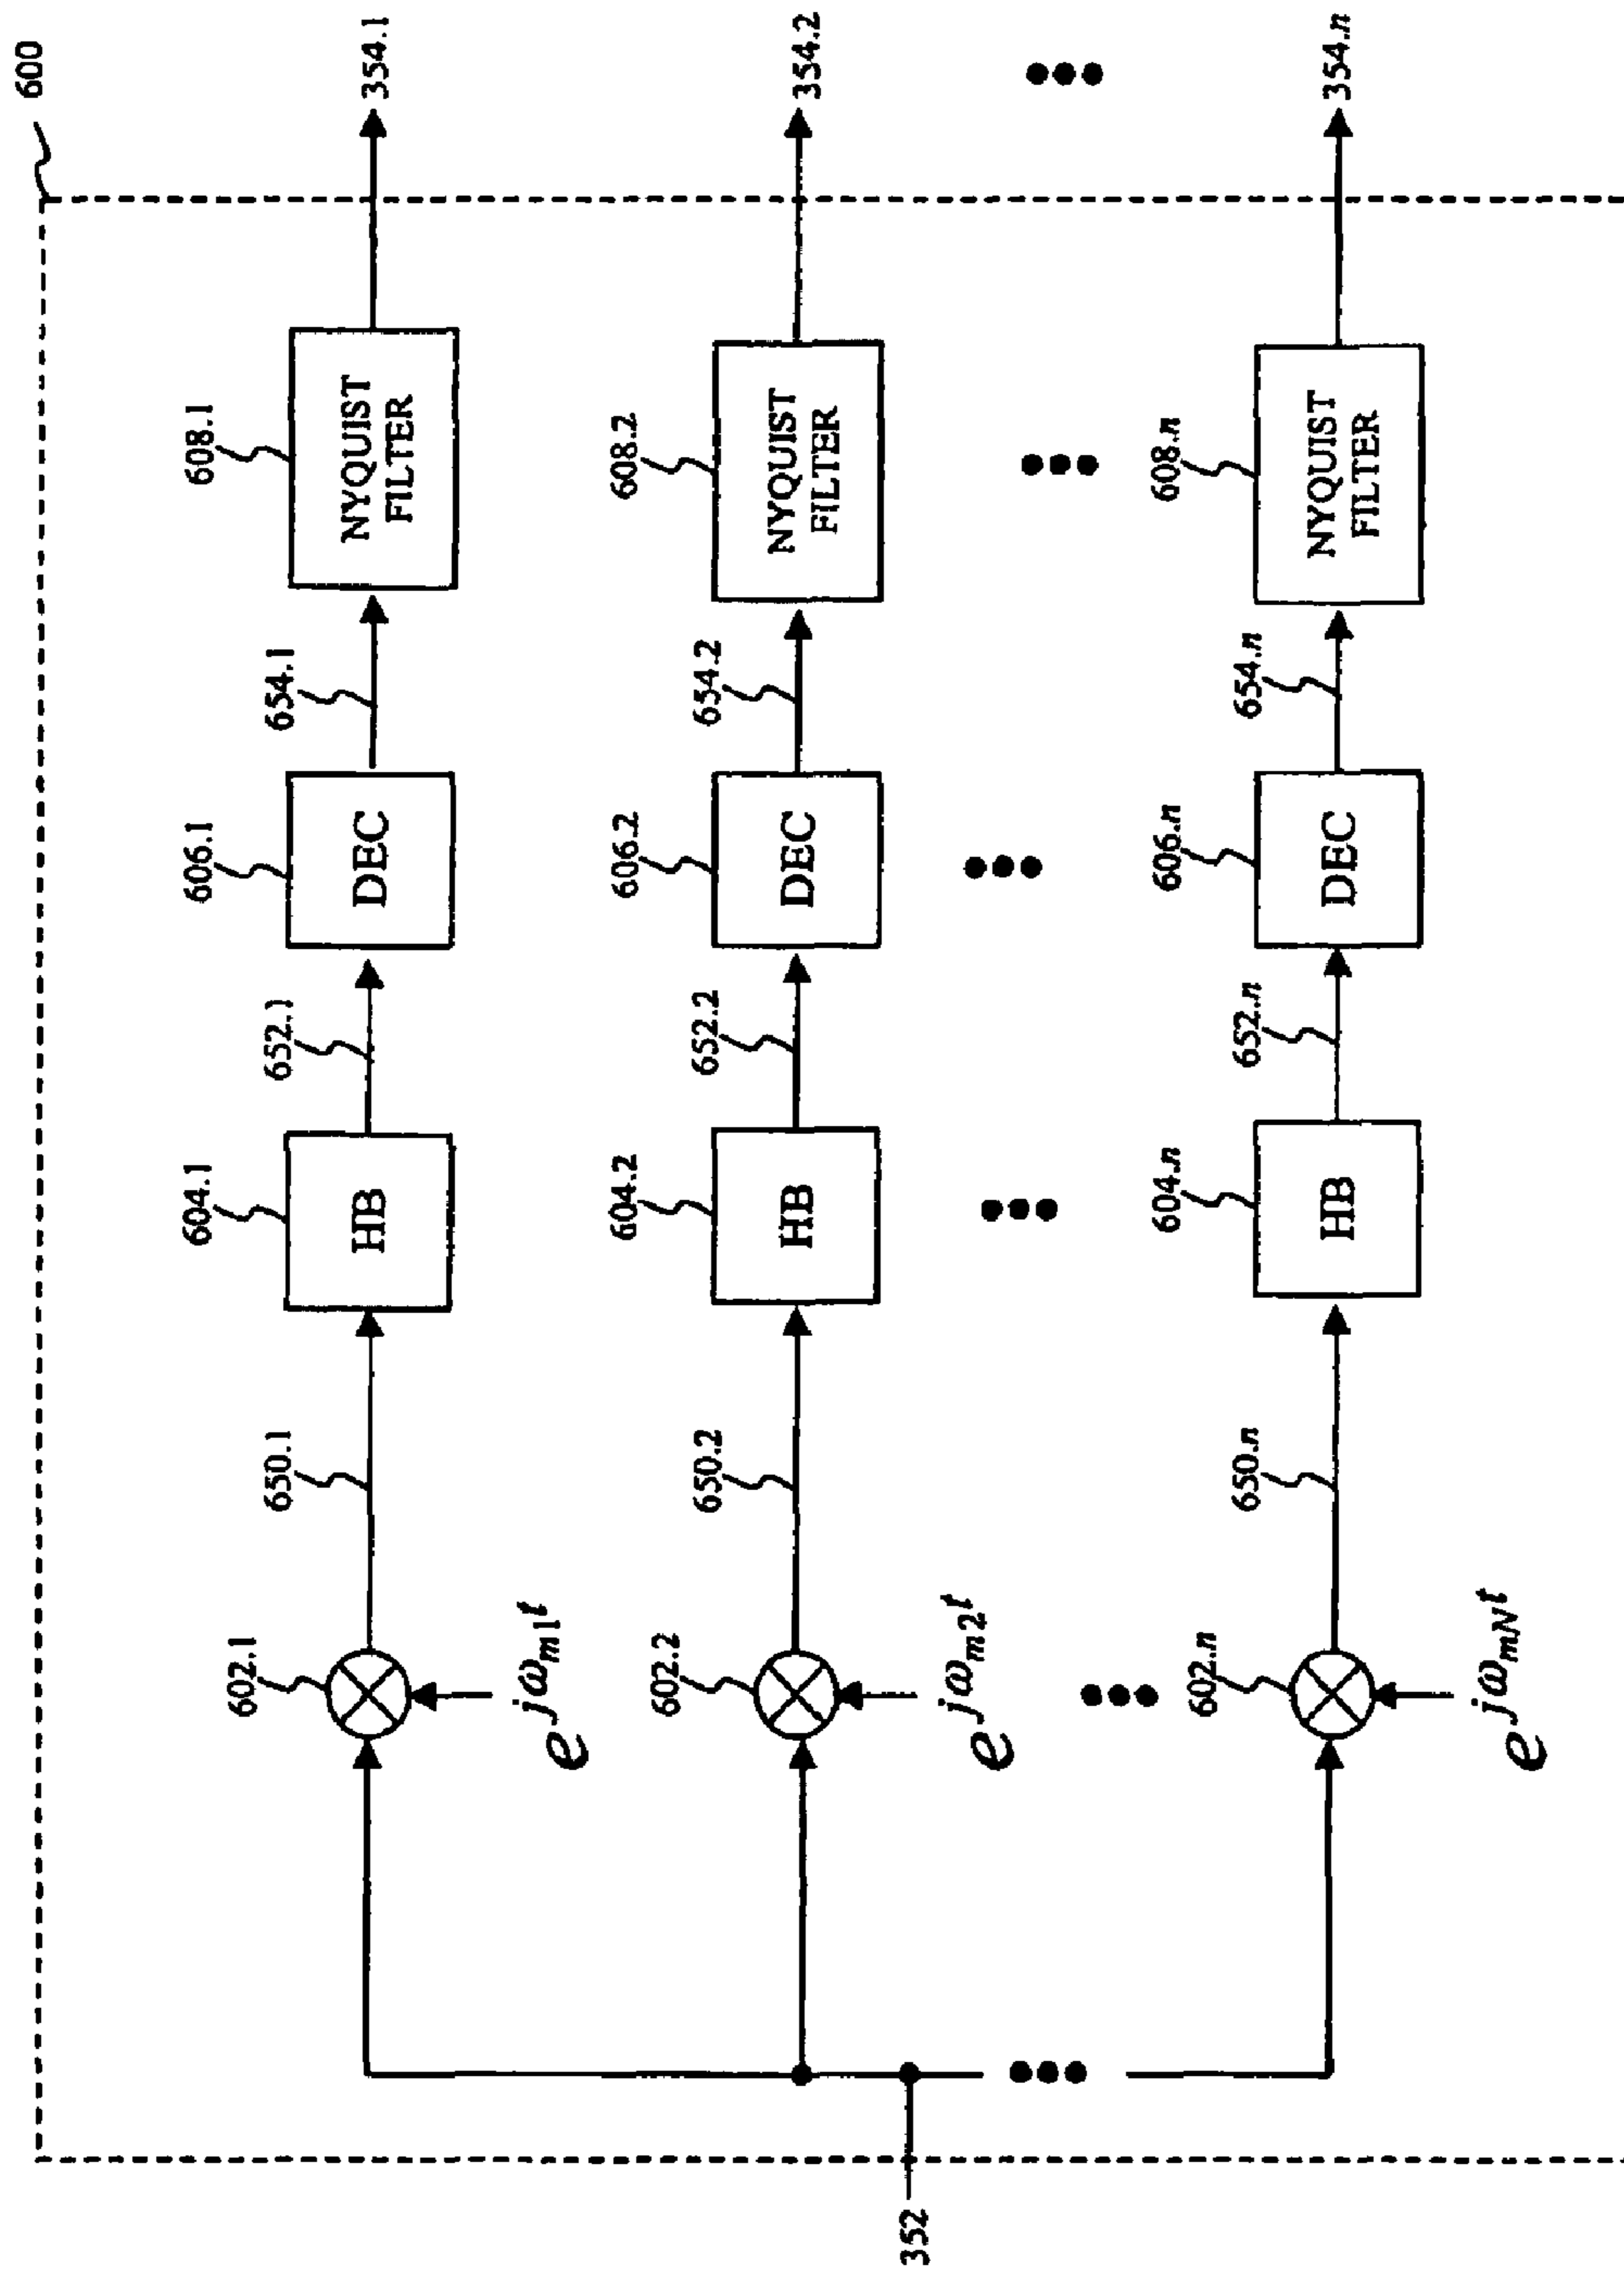 600
602.1
650.1
604.1
HB
652.1
606.1
DEC
654.1
608.1
NYQUIST
FILTER
354.1
e^{jω_{m1}t}
602.2
650.2
604.2
HB
652.2
606.2
DEC
654.2
608.2
NYQUIST
FILTER
354.2
e^{jω_{m2}t}
352
602.n
650.n
604.n
HB
652.n
606.n
DEC
654.n
608.n
NYQUIST
FILTER
354.n
e^{jω_{mN}t}